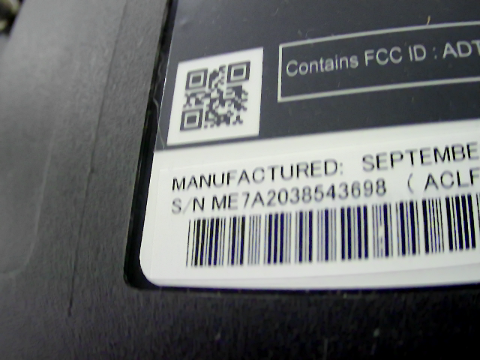 Contains FCC ID : ADT
MANUFACTURED: SEPTEMBE
S/N ME7A2038543698 ( ACLF